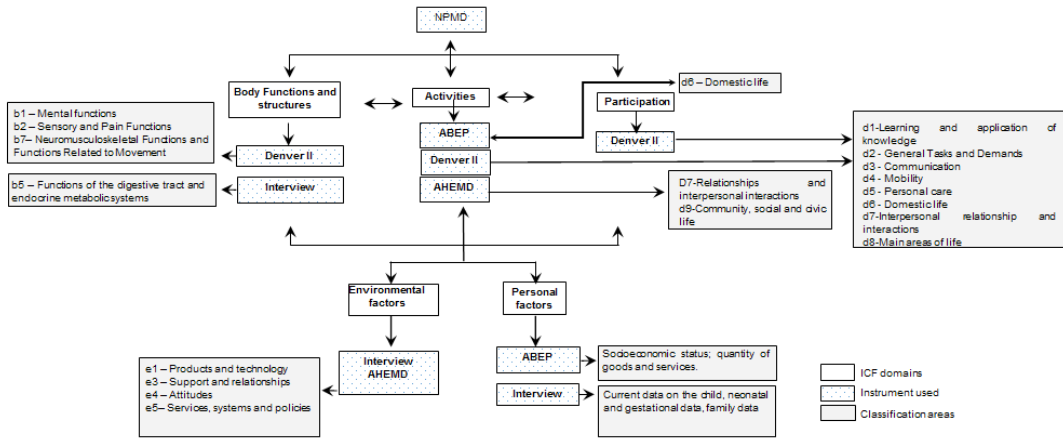 NPMD
Body Functions and
structures
Activities
Participation
d6 – Domestic life
ABEP
Denver II
AHEMD
Denver II
Denver II
Interview
b1 – Mental functions
b2 – Sensory and Pain Functions
b7– Neuromusculoskeletal Functions and
Functions Related to Movement
b5 – Functions of the digestive tract and
endocrine metabolic systems
D7-Relationships and
interpersonal interactions
d9-Community, social and civic
life
d1-Learning and application of
knowledge
d2 - General Tasks and Demands
d3 - Communication
d4 - Mobility
d5 - Personal care
d6 - Domestic life
d7-Interpersonal relationship and
interactions
d8-Main areas of life
Environmental
factors
Personal
factors
Interview
AHEMD
ABEP
Interview
e1 – Products and technology
e3 – Support and relationships
e4 – Attitudes
e5– Services, systems and policies
Socioeconomic status; quantity of
goods and services.
Current data on the child, neonatal
and gestational data, family data
ICF domains
Instrument used
Classification areas